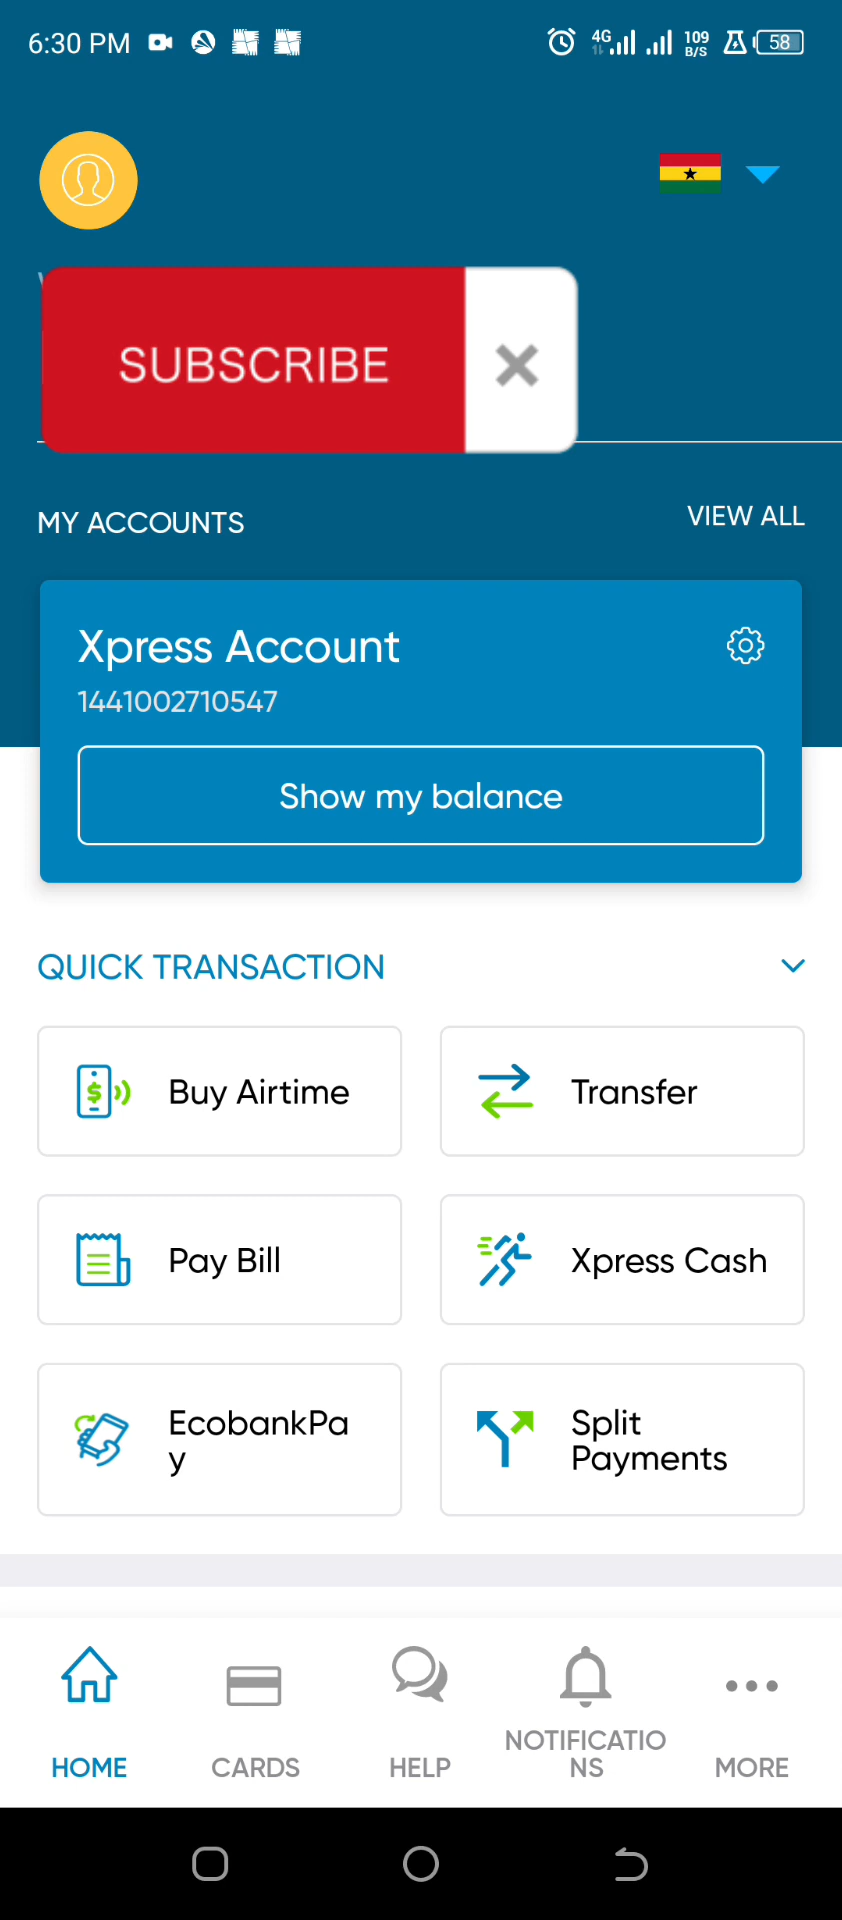 6:30 PM
4G
109
B/S
58
SUBSCRIBE
MY ACCOUNTS
VIEW ALL
Xpress Account
1441002710547
Show my balance
QUICK TRANSACTION
Buy Airtime
Transfer
Pay Bill
Xpress Cash
EcobankPa
y
Split
Payments
HOME
CARDS
HELP
NOTIFICATIO
NS
MORE